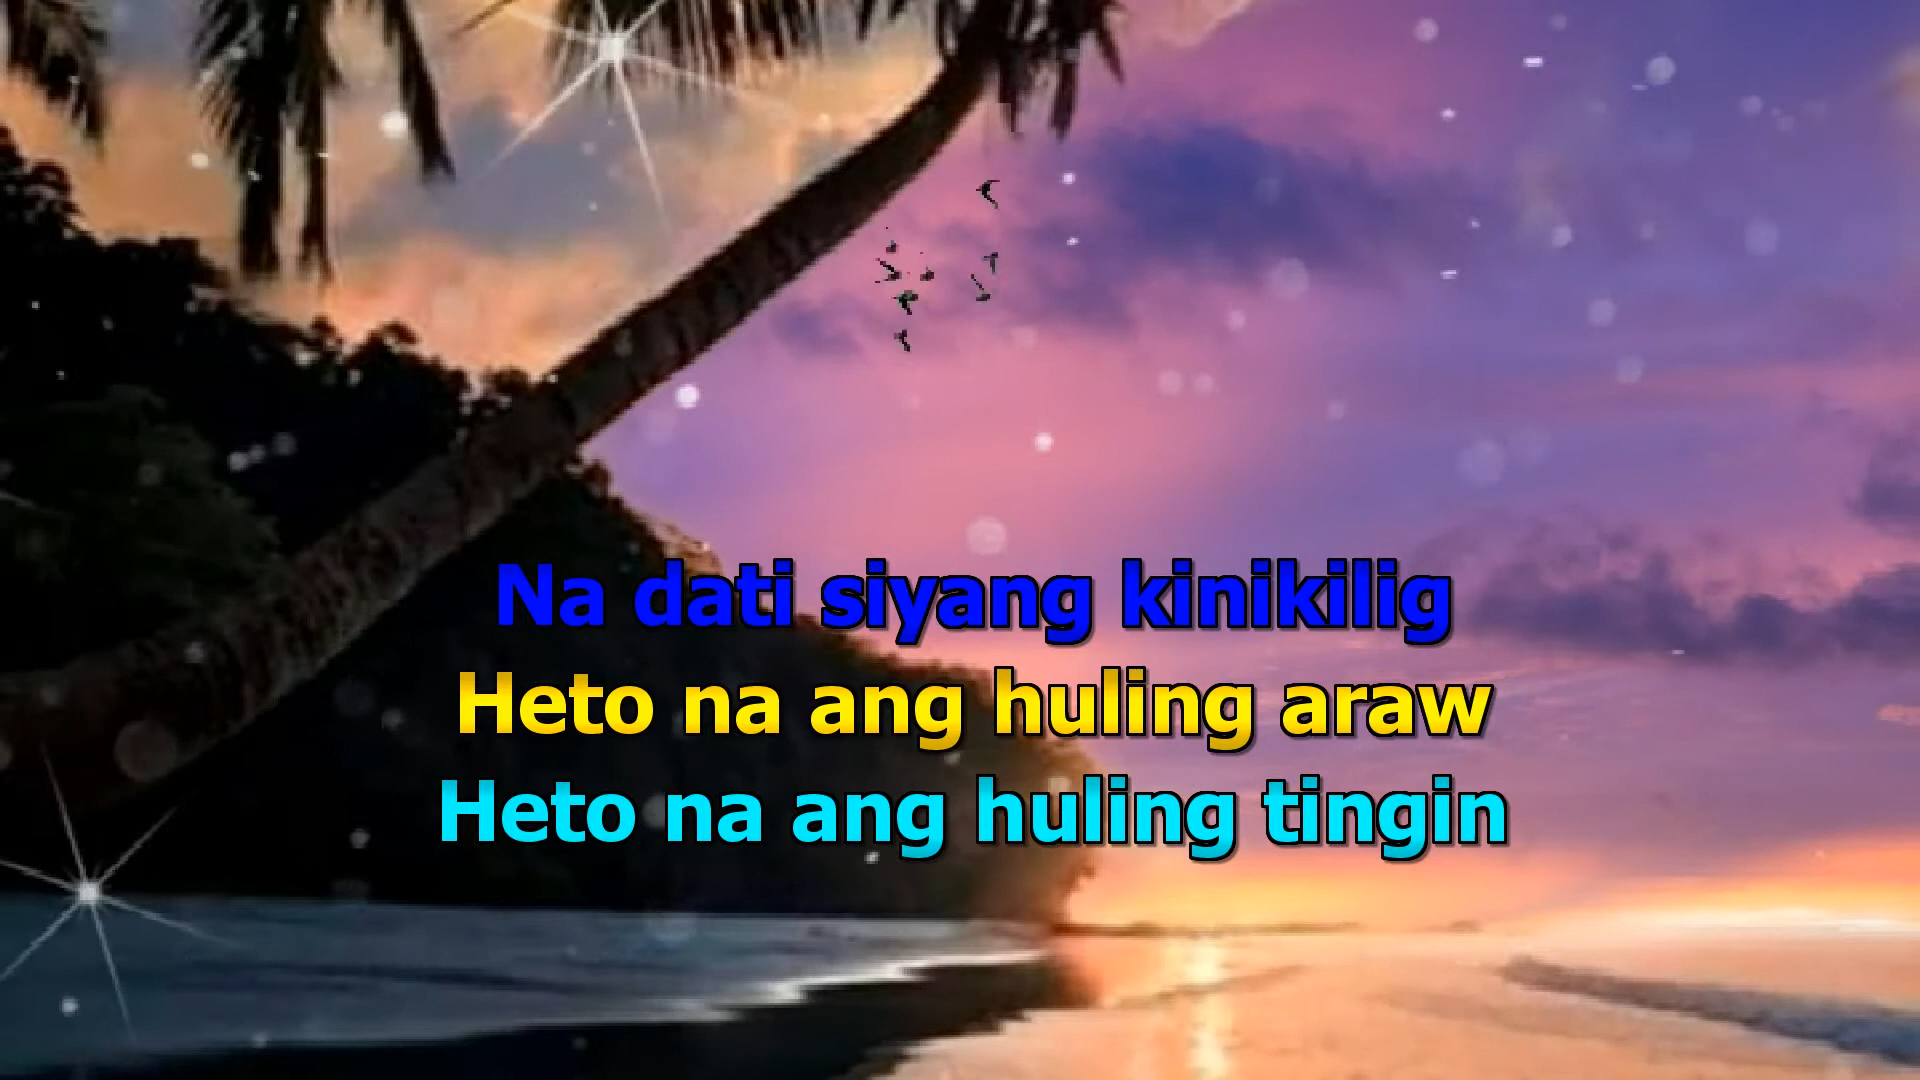 Na dati siyang kinikilig
Heto na ang huling araw
Heto na ang huling tingin